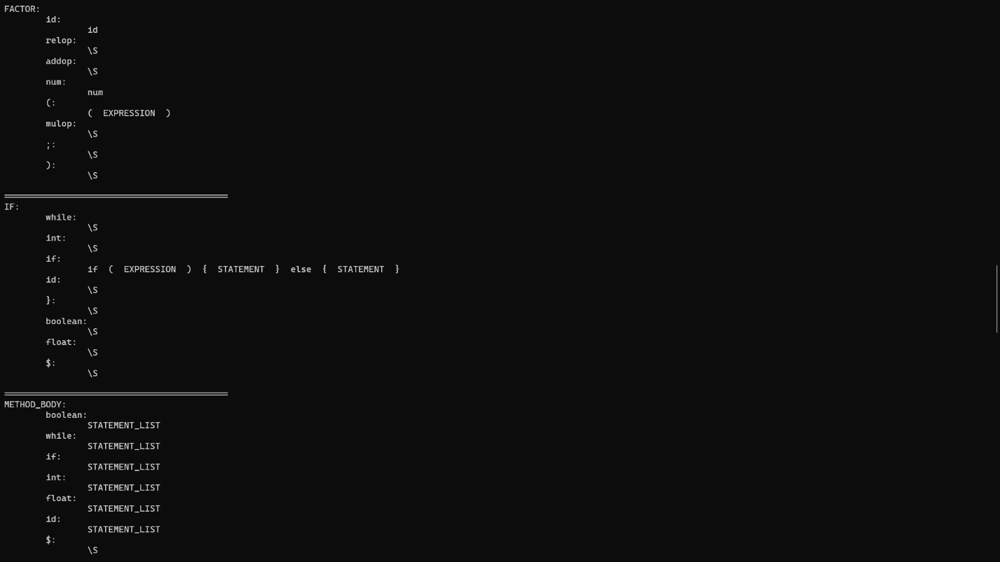 FACTOR:
id:
id
relop:
\S
addop:
\S
num:
num
(:
(  EXPRESSION  )
mulop:
\S
;:
\S
):
\S
===========================================
IF:
while:
\S
int:
\S
if:
if  (  EXPRESSION  )  {  STATEMENT  }  else  {  STATEMENT  }
id:
\S
}:
\S
boolean:
\S
float:
\S
$:
\S
===========================================
METHOD_BODY:
boolean:
STATEMENT_LIST
while:
STATEMENT_LIST
if:
STATEMENT_LIST
int:
STATEMENT_LIST
float:
STATEMENT_LIST
id:
STATEMENT_LIST
$:
\S